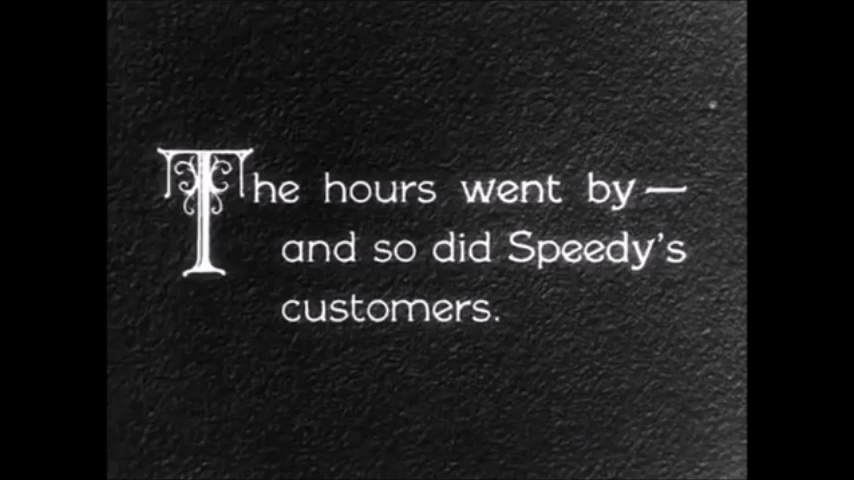 The hours went by—
and so did Speedy's
customers.